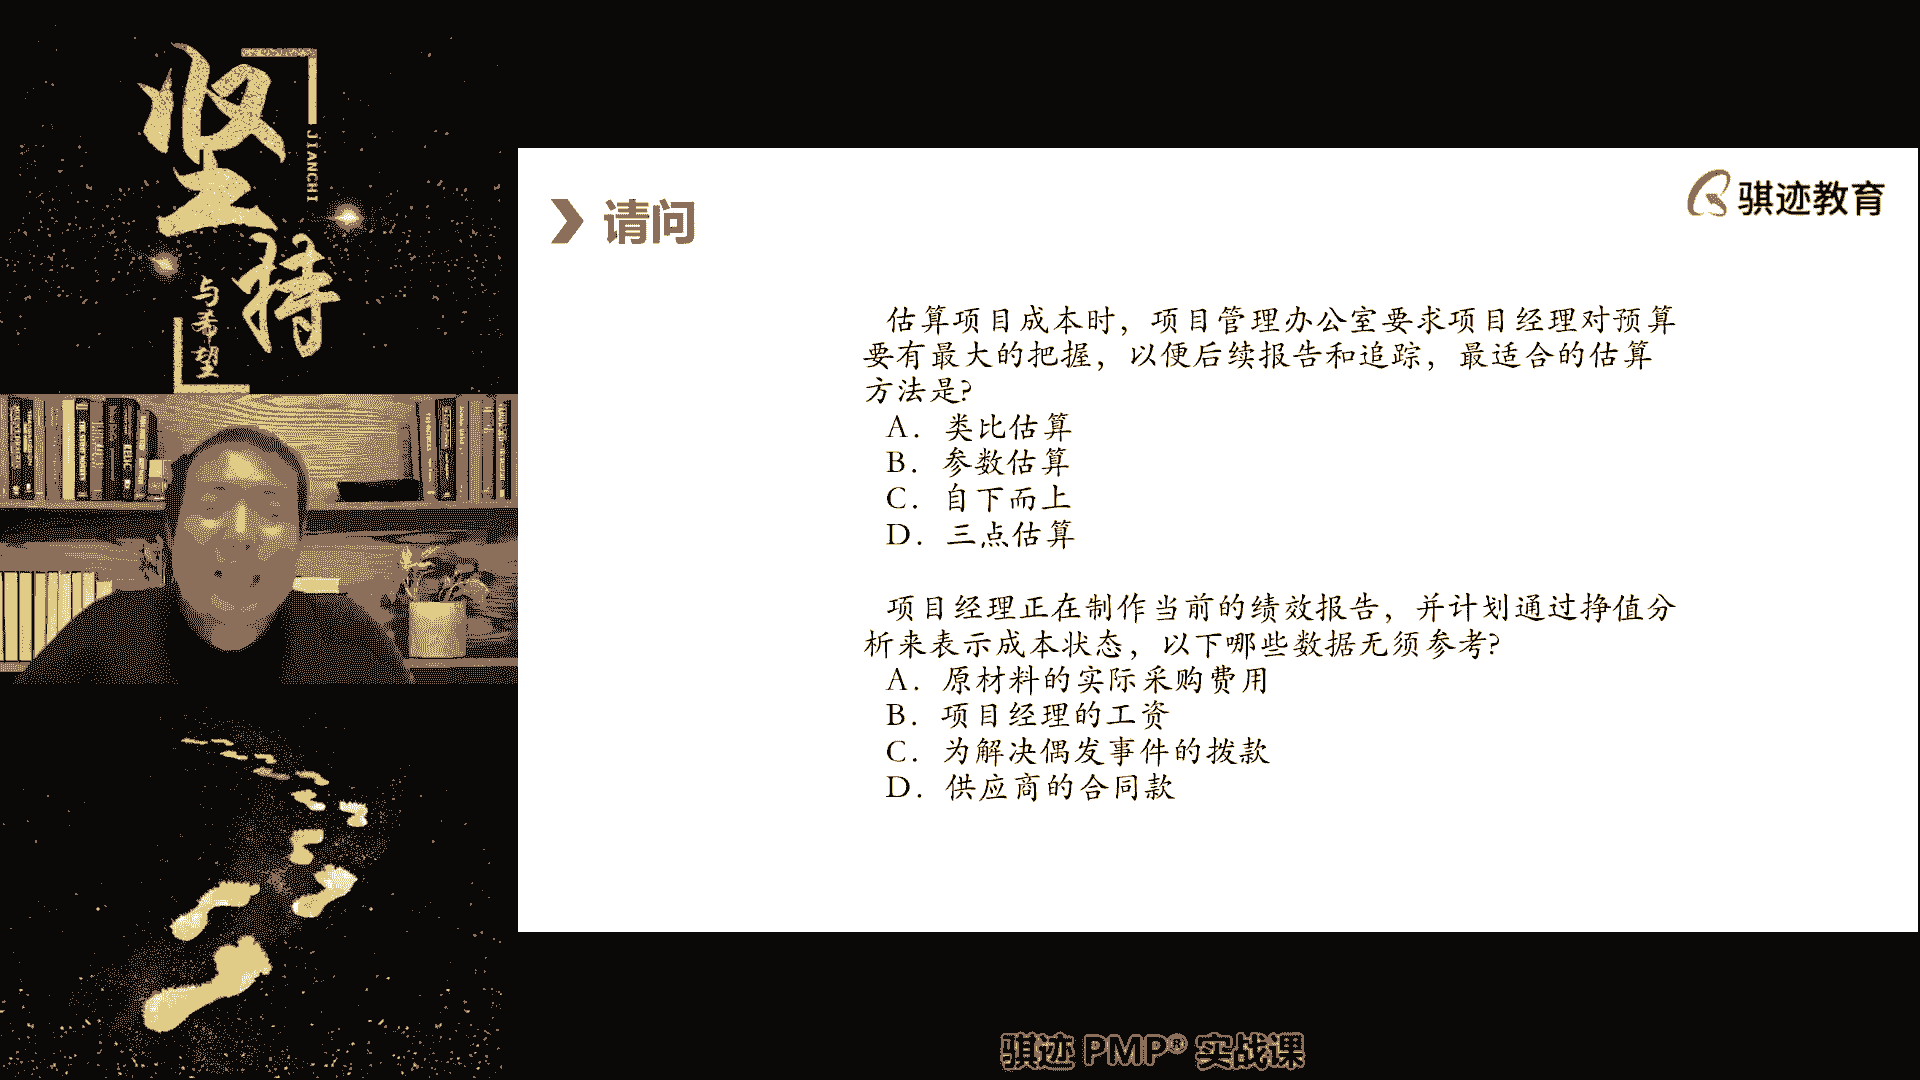 坚持
JIANCHI
与希望
请问
骐迹教育
估算项目成本时，项目管理办公室要求项目经理对预算
要有最大的把握，以便后续报告和追踪，最适合的估算
方法是?
A. 类比估算
B. 参数估算
C. 自下而上
D. 三点估算
项目经理正在制作当前的绩效报告，并计划通过挣值分
析来表示成本状态，以下哪些数据无须参考?
A. 原材料的实际采购费用
B. 项目经理的工资
C. 为解决偶发事件的拨款
D. 供应商的合同款
骐迹 PMP® 实战课